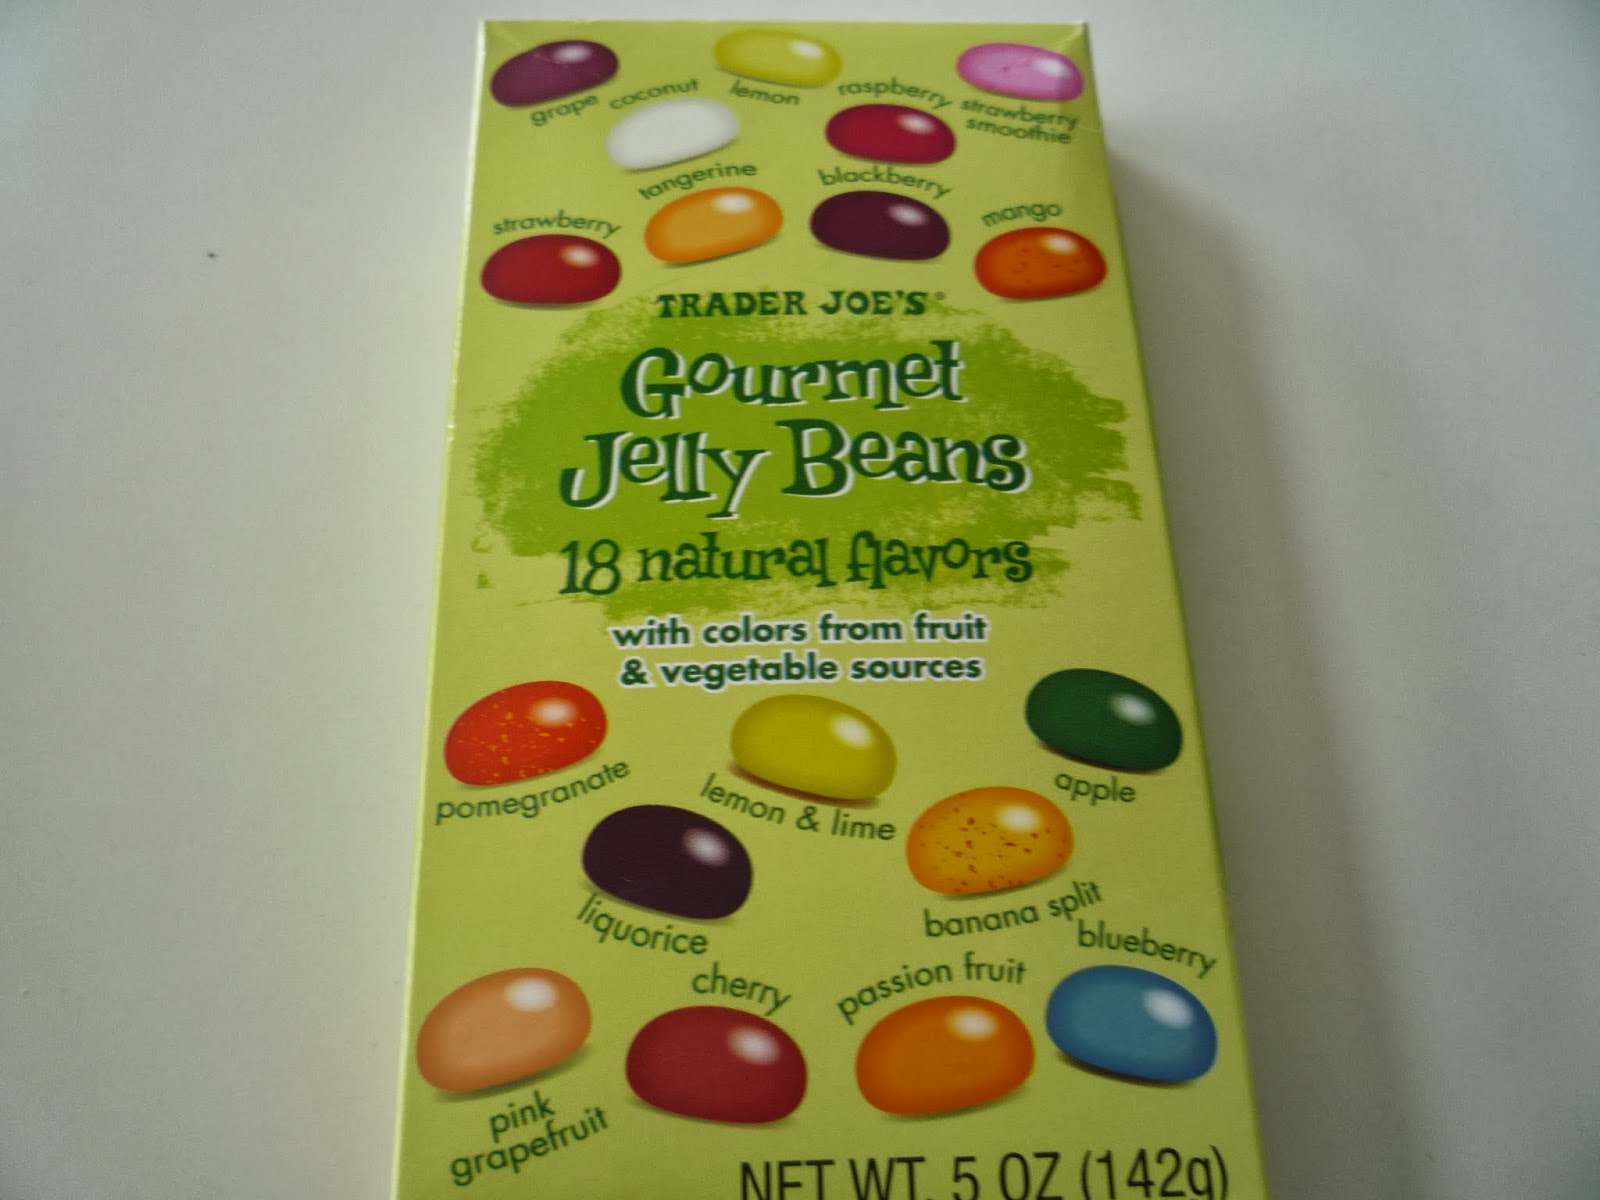 grape
coconut
lemon
raspberry
strawberry
smoothie
tangerine
blackberry
strawberry
mango
TRADER JOE'S®
Gourmet
Jelly Beans
18 natural flavors
with colors from fruit
& vegetable sources
pomegranate
lemon & lime
apple
liquorice
banana split
blueberry
cherry
passion fruit
pink
grapefruit
NET WT. 5 OZ (142g)